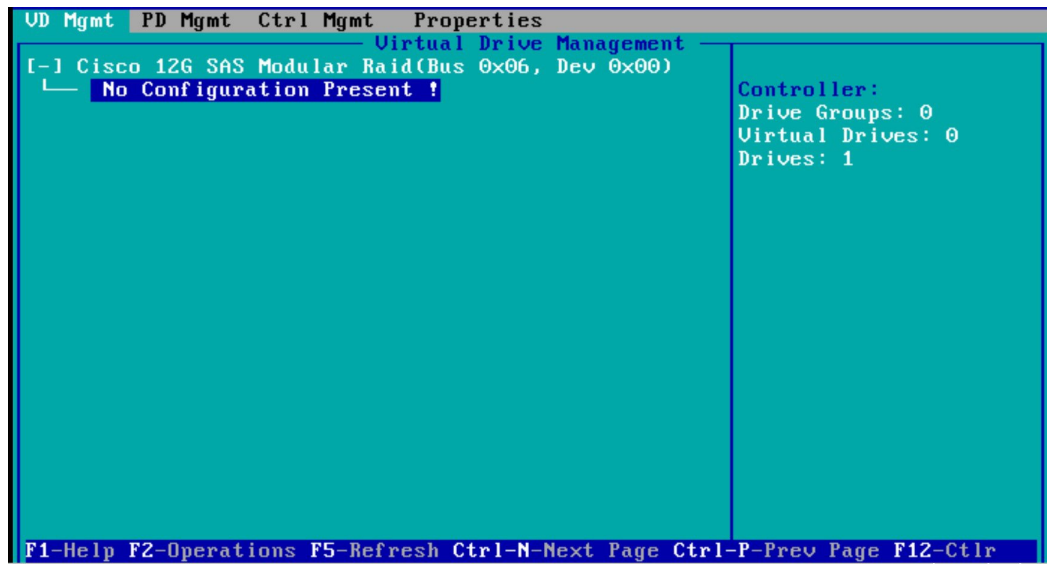 VD Mgmt PD Mgmt Ctrl Mgmt Properties
Virtual Drive Management
[-] Cisco 12G SAS Modular Raid(Bus 0x06, Dev 0x00)
No Configuration Present !
Controller:
Drive Groups: 0
Virtual Drives: 0
Drives: 1
F1-Help F2-Operations F5-Refresh Ctrl-N-Next Page Ctrl-P-Prev Page F12-Ctlr